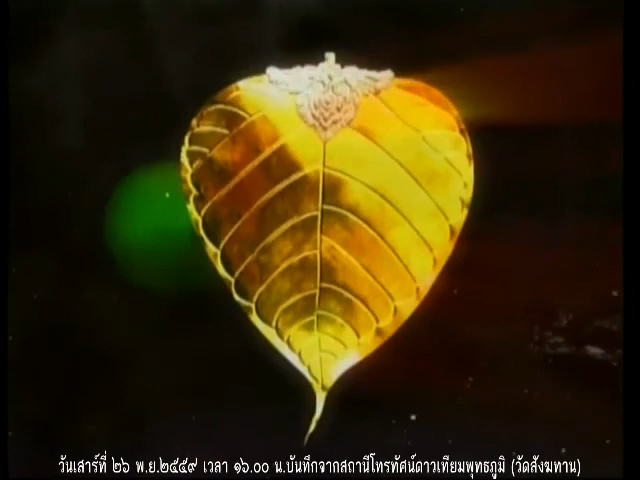 วันเสาร์ที่ ๒๖ พ.ย.๒๕๕๙ เวลา ๑๖.๐๐ น.บันทึกจากสถานีโทรทัศน์ดาวเทียมพุทธภูมิ (วัดสังฆทาน)